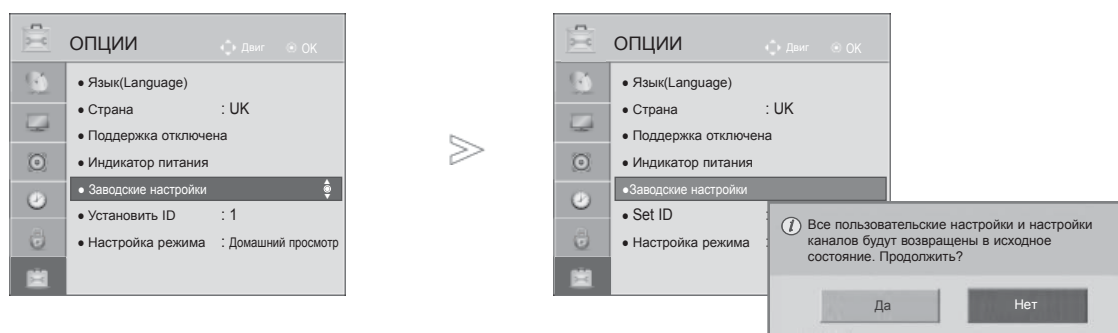 ОПЦИИ
Двиг OK
● Язык(Language)
● Страна : UK
● Поддержка отключена
● Индикатор питания
● Заводские настройки
● Установить ID : 1
● Настройка режима : Домашний просмотр
ОПЦИИ
Двиг OK
● Язык(Language)
● Страна : UK
● Поддержка отключена
● Индикатор питания
●Заводские настройки
● Set ID :
● Настройка режима :
Все пользовательские настройки и настройки
каналов будут возвращены в исходное
состояние. Продолжить?
Да Нет